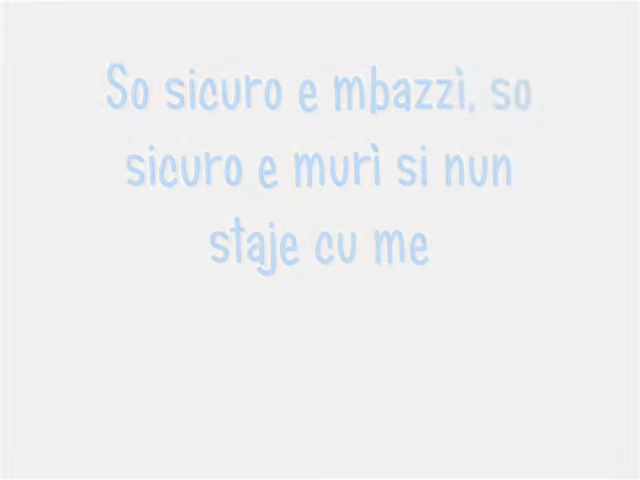 So sicuro e mbazzì, so
sicuro e murì si nun
staje cu me